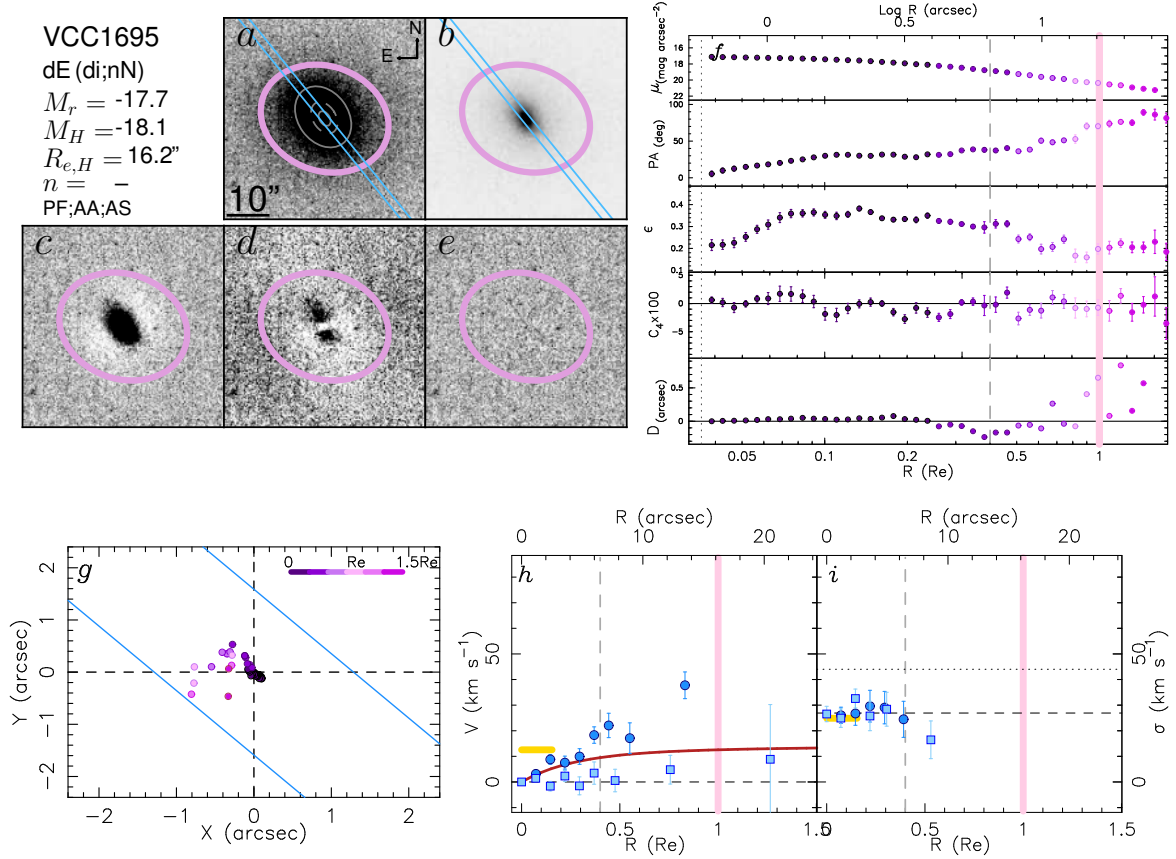 VCC1695
dE (di;nN)
M_r = -17.7
M_H = -18.1
R_{e,H} = 16.2”
n = –
PF;AA;AS
a
N
E
10”
b
c
d
e
Log R (arcsec)
0 0.5 1
f
μ(mag arcsec⁻²)
16
18
20
22
PA (deg)
100
50
0
ε
0.4
0.3
0.2
0.1
C₄x100
0
-5
D (arcsec)
0.5
0
0.05 0.1 0.2 0.5 1
R (Re)
g
0 Re 1.5Re
Y (arcsec)
2
1
0
−1
−2
−2 −1 0 1 2
X (arcsec)
R (arcsec)
0 10 20
h
V (km s⁻¹)
50
0
0 0.5 1 1.5
R (Re)
R (arcsec)
0 10 20
i
σ (km s⁻¹)
50
0
0 0.5 1 1.5
R (Re)